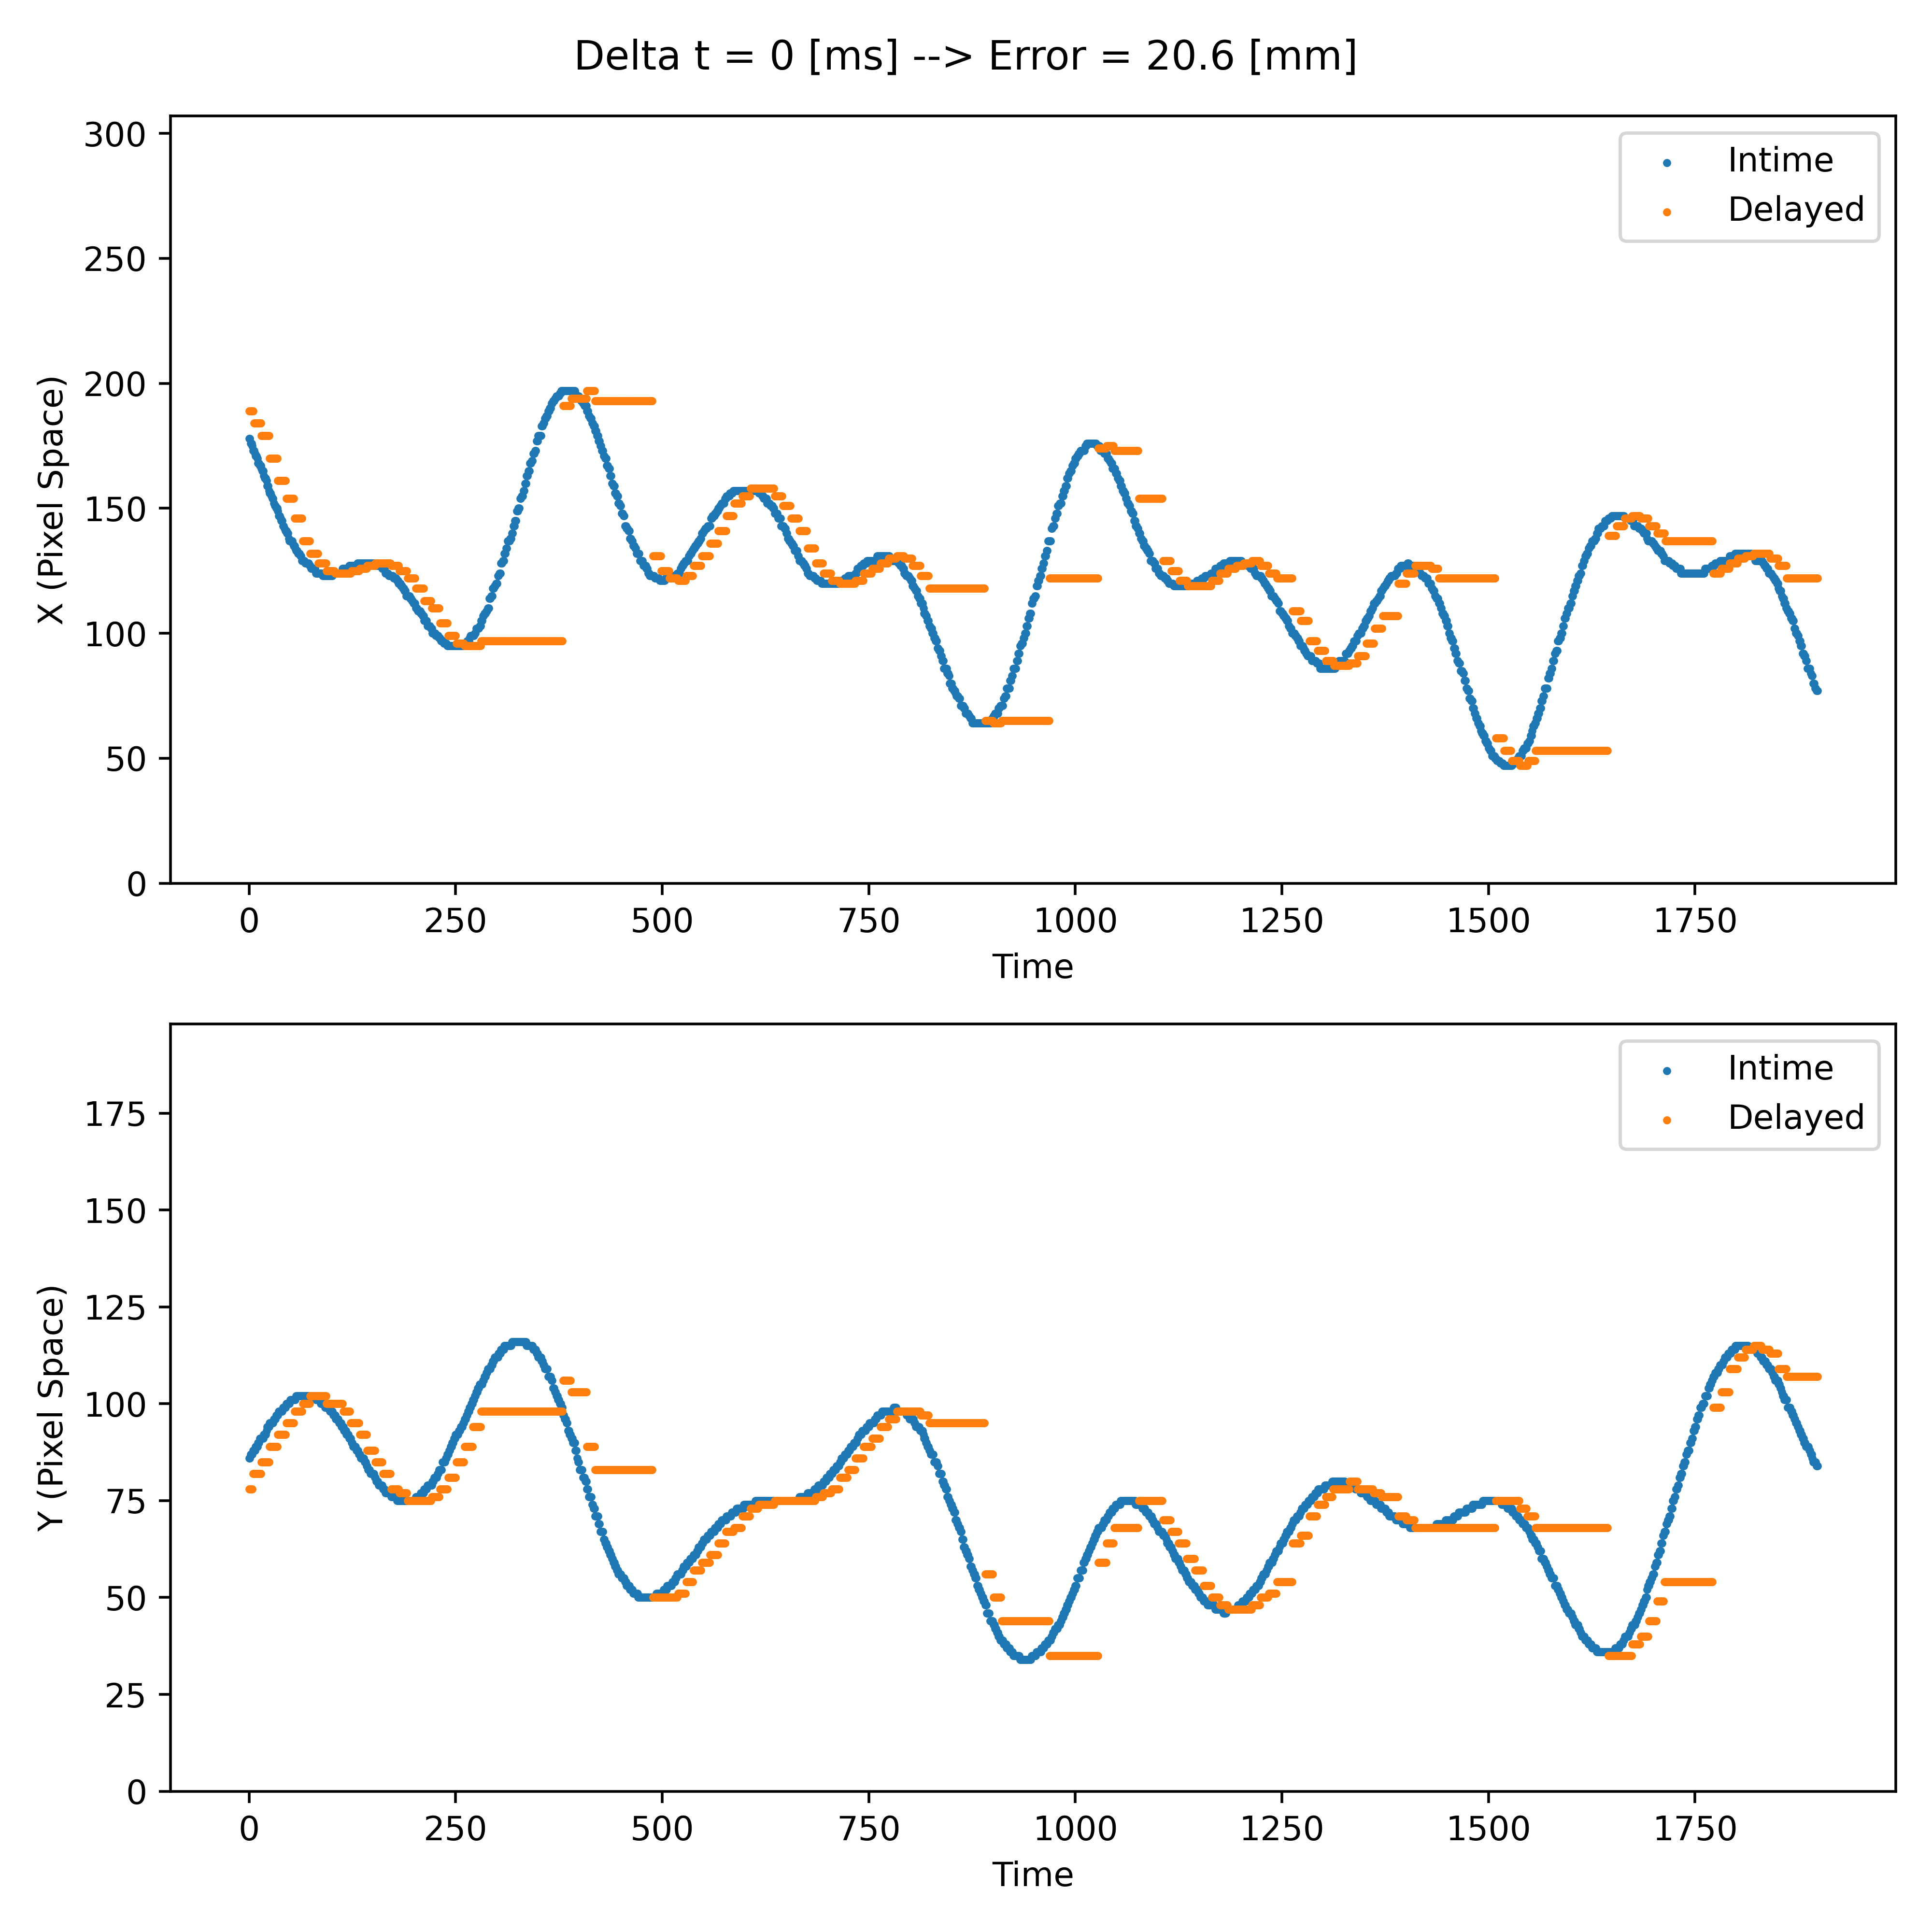 Delta t = 0 [ms] --> Error = 20.6 [mm]
300
250
200
150
100
50
0
X (Pixel Space)
Intime
Delayed
0 250 500 750 1000 1250 1500 1750
Time
175
150
125
100
75
50
25
0
Y (Pixel Space)
Intime
Delayed
0 250 500 750 1000 1250 1500 1750
Time